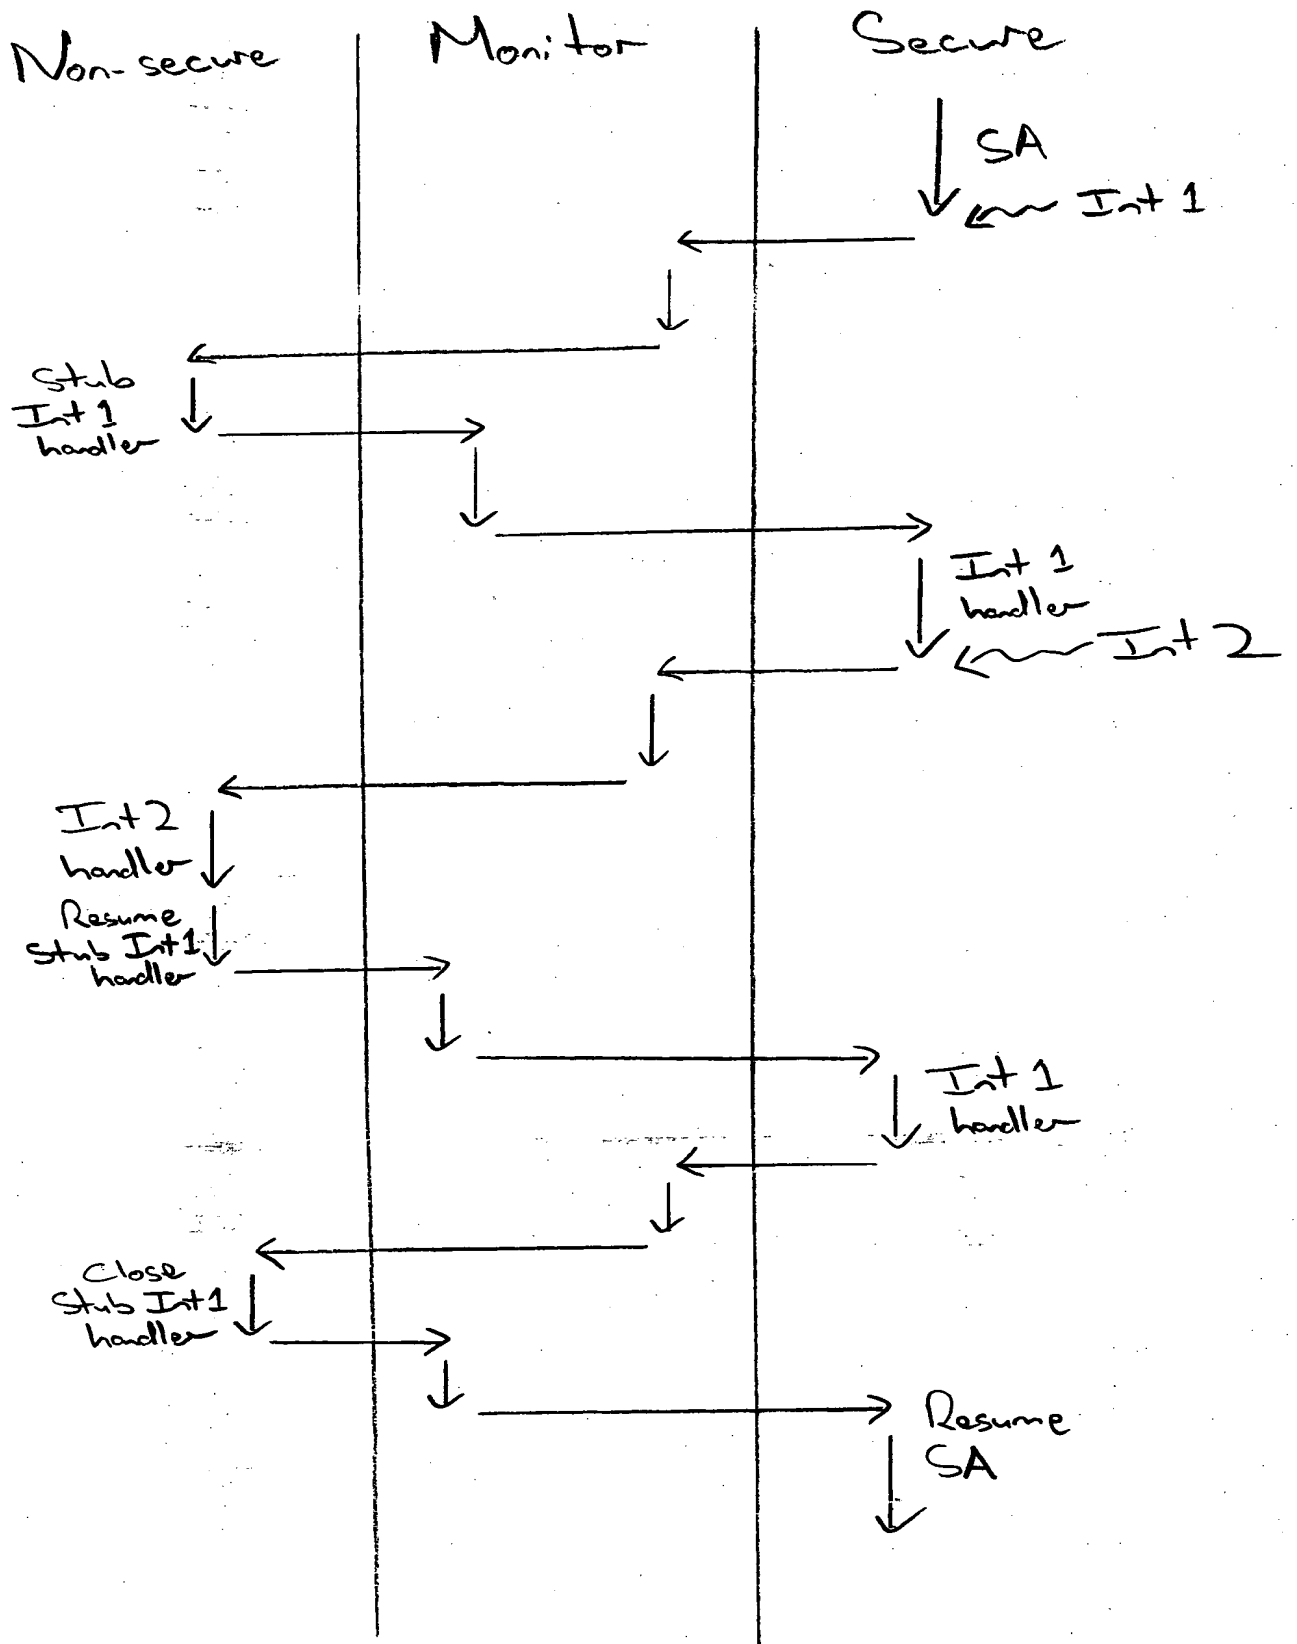 Non-secure
Monitor
Secure
SA
Int 1
Stub
Int 1
handler
Int 1
handler
Int 2
Int 2
handler
Resume
Stub Int 1
handler
Int 1
handler
Close
Stub Int 1
handler
Resume
SA